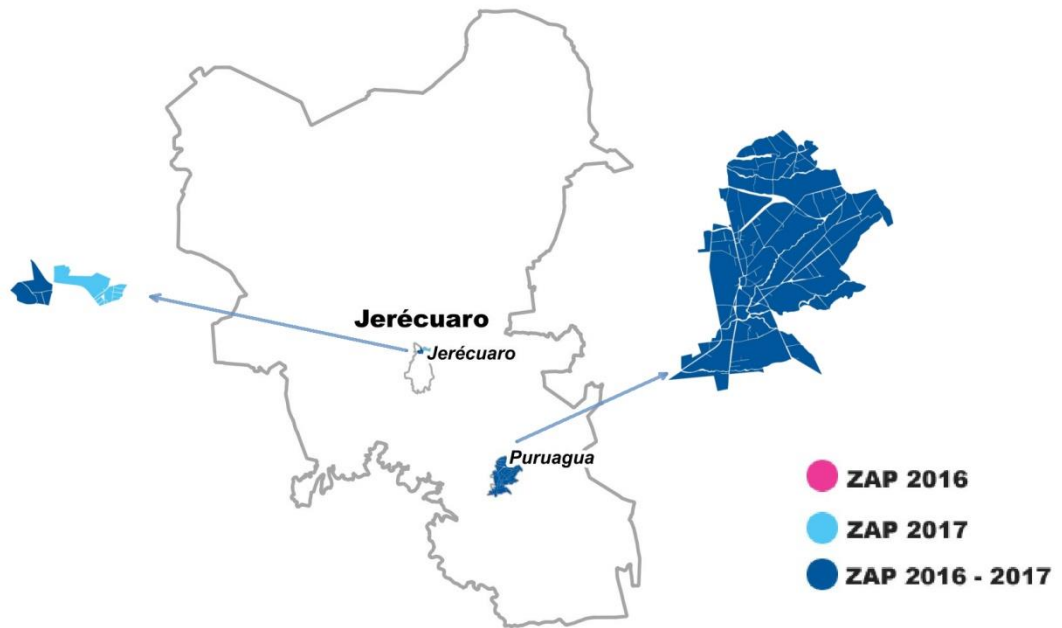 Jerécuaro
Jerécuaro
Puruagua
ZAP 2016
ZAP 2017
ZAP 2016 - 2017